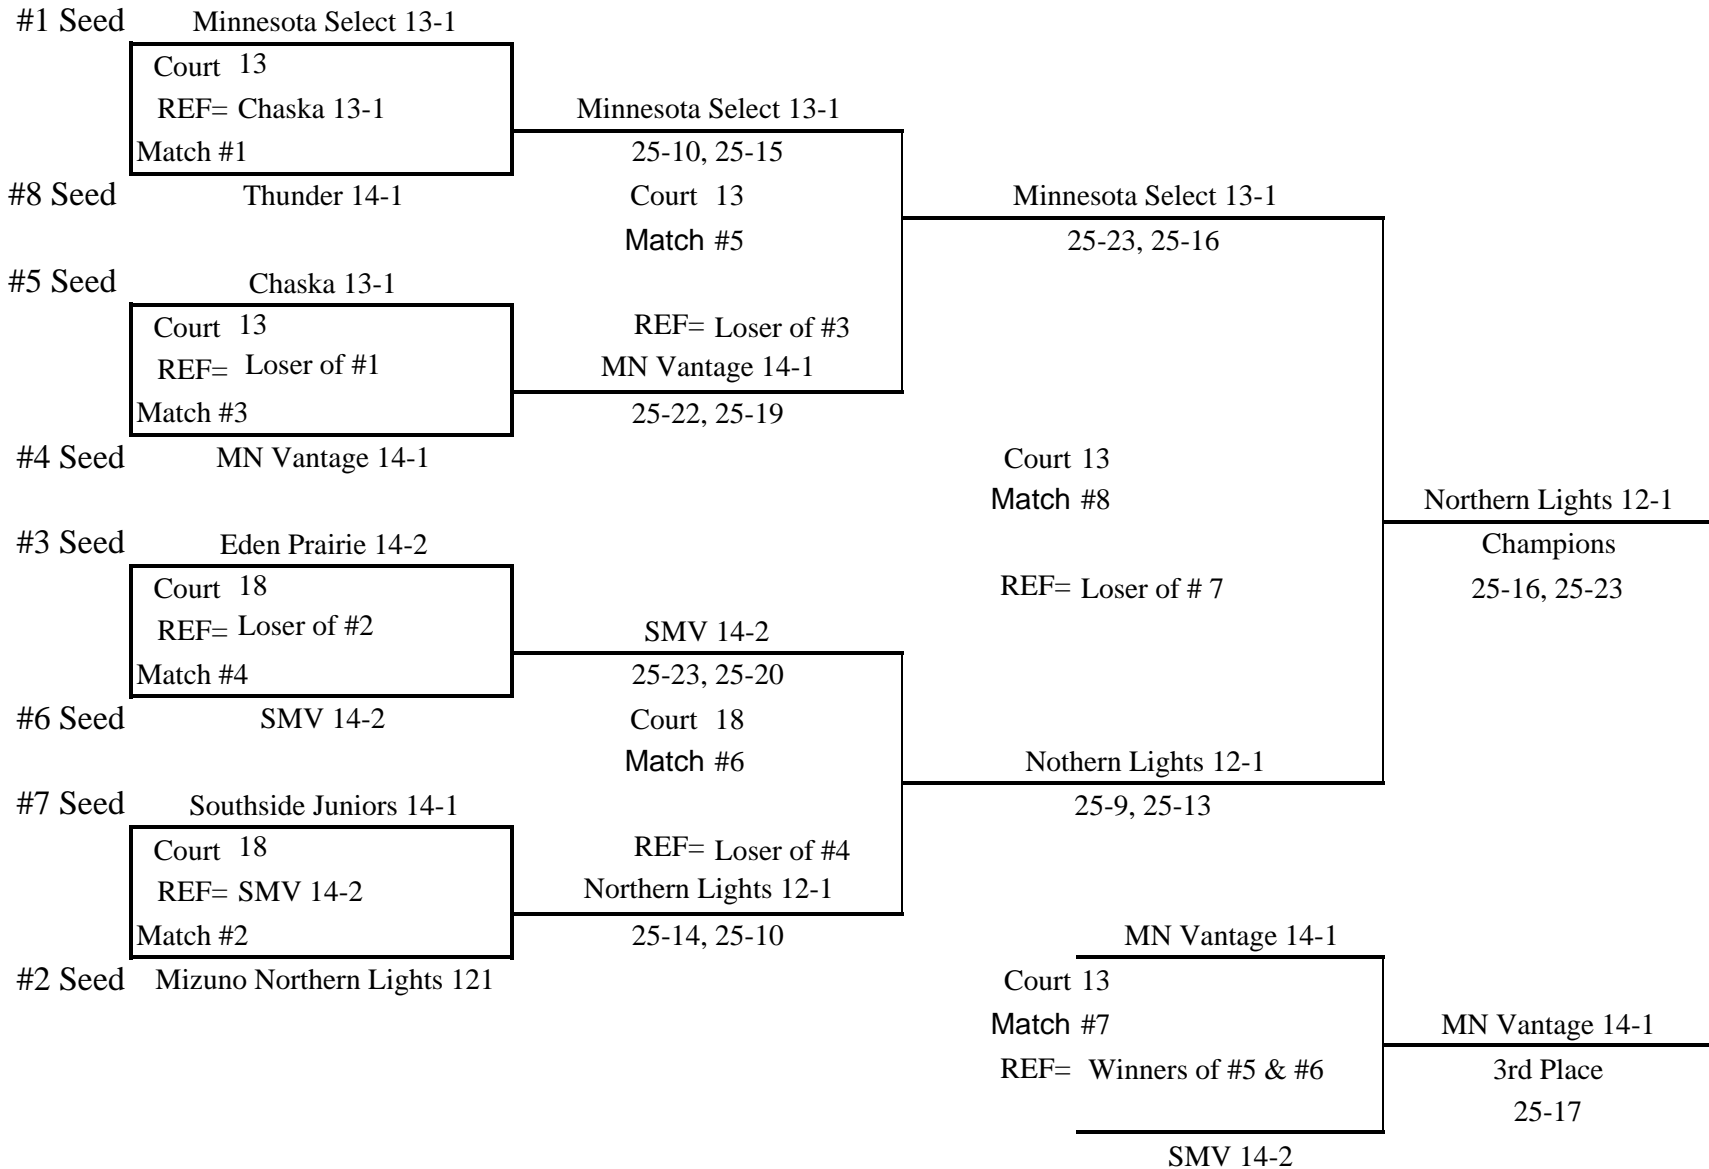 #1 Seed Minnesota Select 13-1
Court 13
REF= Chaska 13-1
Match #1
#8 Seed Thunder 14-1
Minnesota Select 13-1
25-10, 25-15
Court 13
Match #5
REF= Loser of #3
#5 Seed Chaska 13-1
Court 13
REF= Loser of #1
Match #3
#4 Seed MN Vantage 14-1
MN Vantage 14-1
25-22, 25-19
Minnesota Select 13-1
25-23, 25-16
Court 13
Match #8
REF= Loser of # 7
#3 Seed Eden Prairie 14-2
Court 18
REF= Loser of #2
Match #4
#6 Seed SMV 14-2
SMV 14-2
25-23, 25-20
Court 18
Match #6
REF= Loser of #4
#7 Seed Southside Juniors 14-1
Court 18
REF= SMV 14-2
Match #2
#2 Seed Mizuno Northern Lights 121
Northern Lights 12-1
25-14, 25-10
Nothern Lights 12-1
25-9, 25-13
Northern Lights 12-1
Champions
25-16, 25-23
MN Vantage 14-1
Court 13
Match #7
REF= Winners of #5 & #6
SMV 14-2
MN Vantage 14-1
3rd Place
25-17